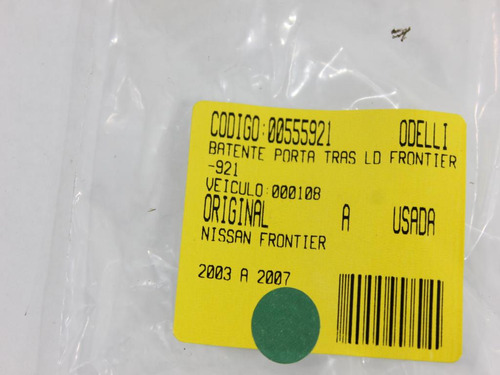 CODIGO:00555921 ODELLI
BATENTE PORTA TRAS LD FRONTIER
-921
VEICULO:000108
ORIGINAL A USADA
NISSAN FRONTIER
2003 A 2007